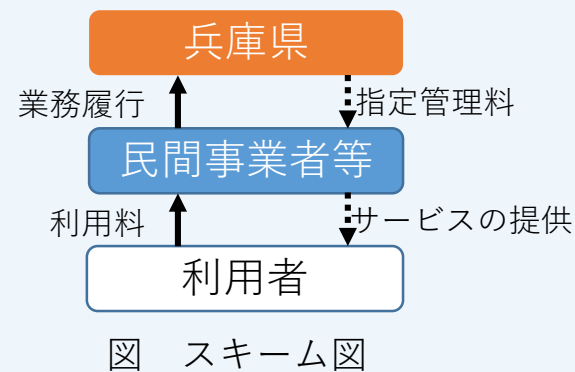 兵庫県
業務履行
指定管理料
民間事業者等
利用料
サービスの提供
利用者
図　スキーム図